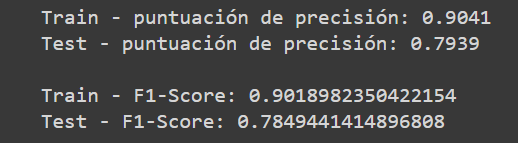 Train - puntuación de precisión: 0.9041
Test - puntuación de precisión: 0.7939
Train - F1-Score: 0.9018982350422154
Test - F1-Score: 0.7849441414896808